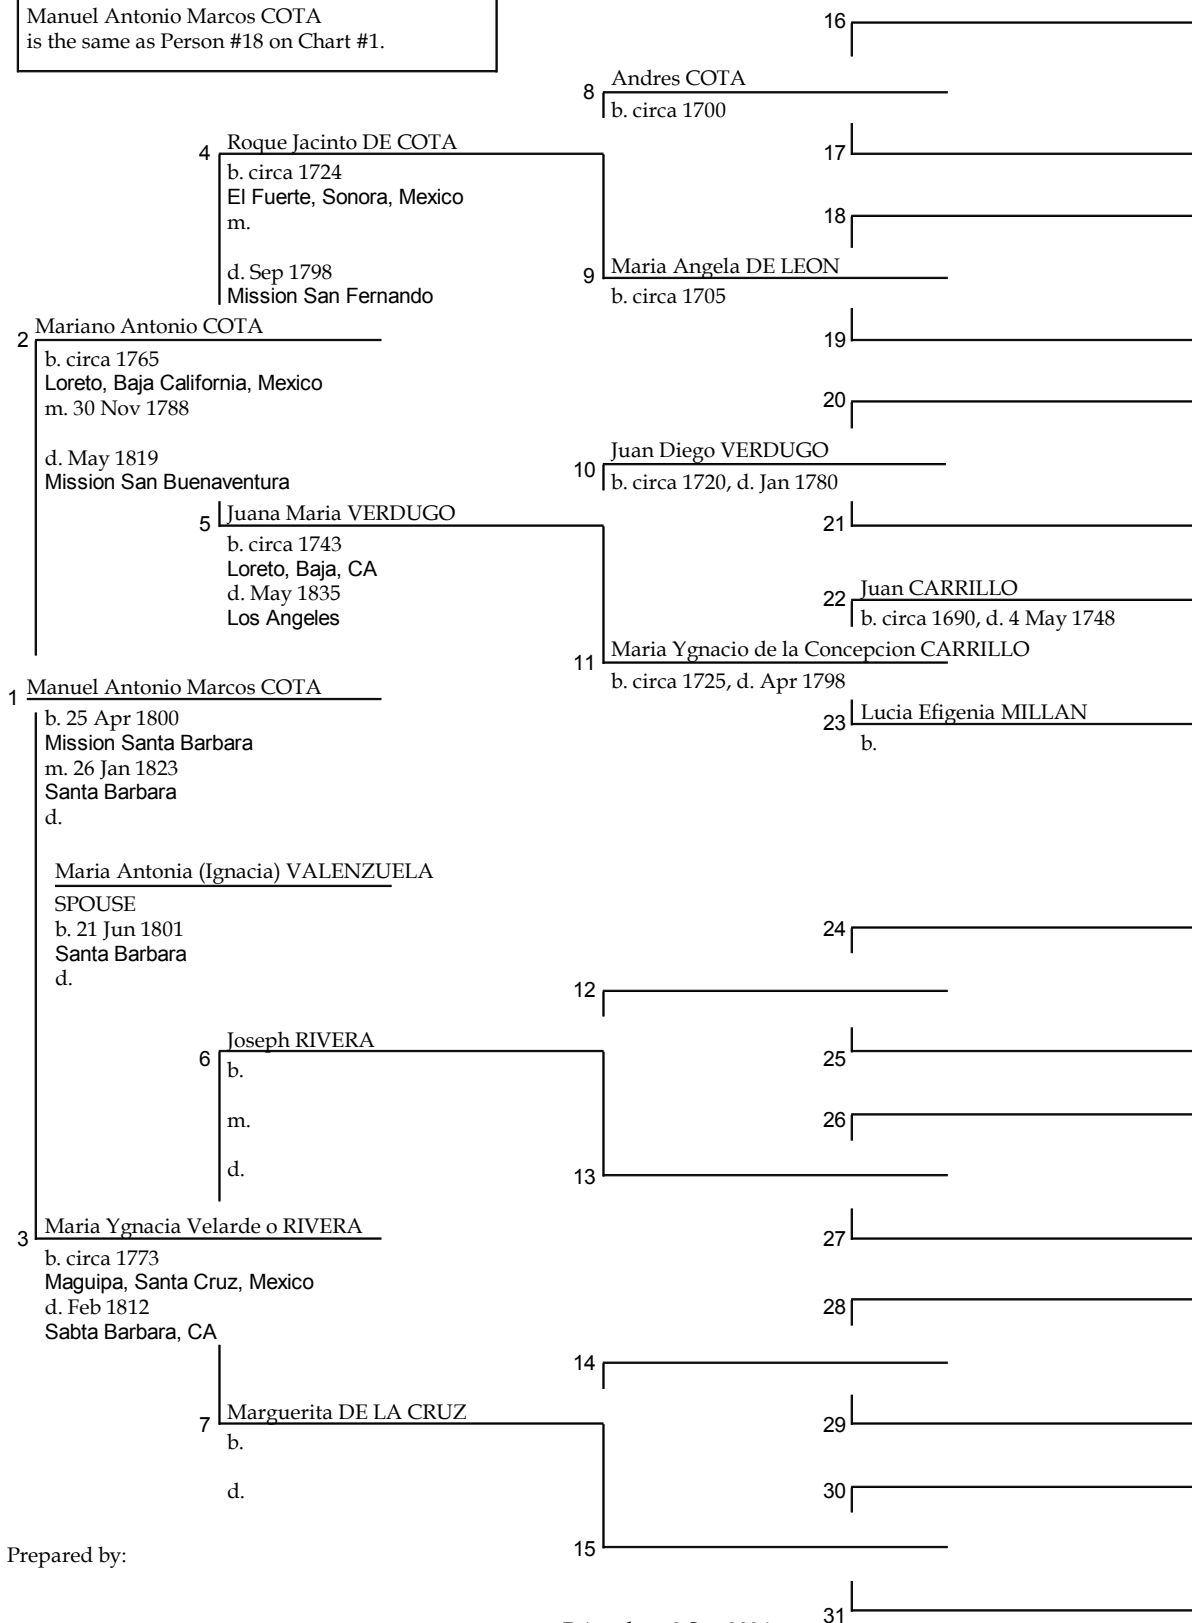 Manuel Antonio Marcos COTA
is the same as Person #18 on Chart #1.
16
8
Andres COTA
b. circa 1700
4
Roque Jacinto DE COTA
b. circa 1724
El Fuerte, Sonora, Mexico
m.
d. Sep 1798
Mission San Fernando
17
18
9
Maria Angela DE LEON
b. circa 1705
2
Mariano Antonio COTA
b. circa 1765
Loreto, Baja California, Mexico
m. 30 Nov 1788
d. May 1819
Mission San Buenaventura
19
20
10
Juan Diego VERDUGO
b. circa 1720, d. Jan 1780
5
Juana Maria VERDUGO
b. circa 1743
Loreto, Baja, CA
d. May 1835
Los Angeles
21
22
Juan CARRILLO
b. circa 1690, d. 4 May 1748
11
Maria Ygnacio de la Concepcion CARRILLO
b. circa 1725, d. Apr 1798
1
Manuel Antonio Marcos COTA
b. 25 Apr 1800
Mission Santa Barbara
m. 26 Jan 1823
Santa Barbara
d.
23
Lucia Efigenia MILLAN
b.
Maria Antonia (Ignacia) VALENZUELA
SPOUSE
b. 21 Jun 1801
Santa Barbara
d.
24
12
6
Joseph RIVERA
b.
m.
d.
25
26
13
3
Maria Ygnacia Velarde o RIVERA
b. circa 1773
Maguipa, Santa Cruz, Mexico
d. Feb 1812
Sabta Barbara, CA
27
28
14
7
Marguerita DE LA CRUZ
b.
d.
29
30
15
Prepared by:
31